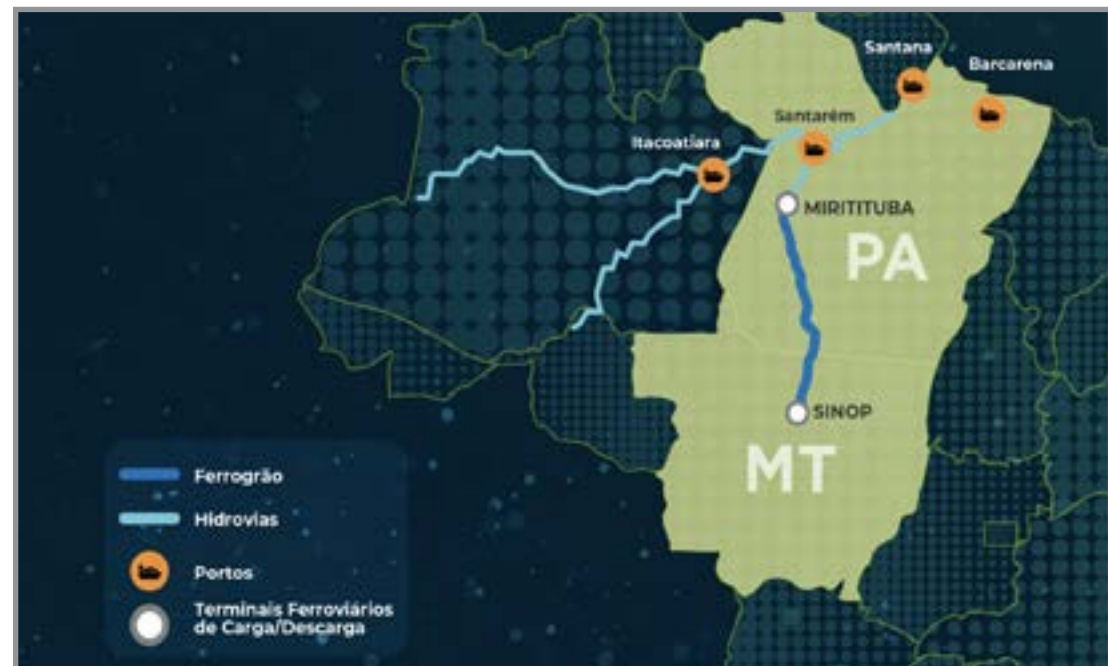 Santana
Barcarena
Santarém
Itacoatiara
MIRITITUBA
PA
SINOP
MT
Ferrogrão
Hidrovias
Portos
Terminais Ferroviários
de Carga/Descarga